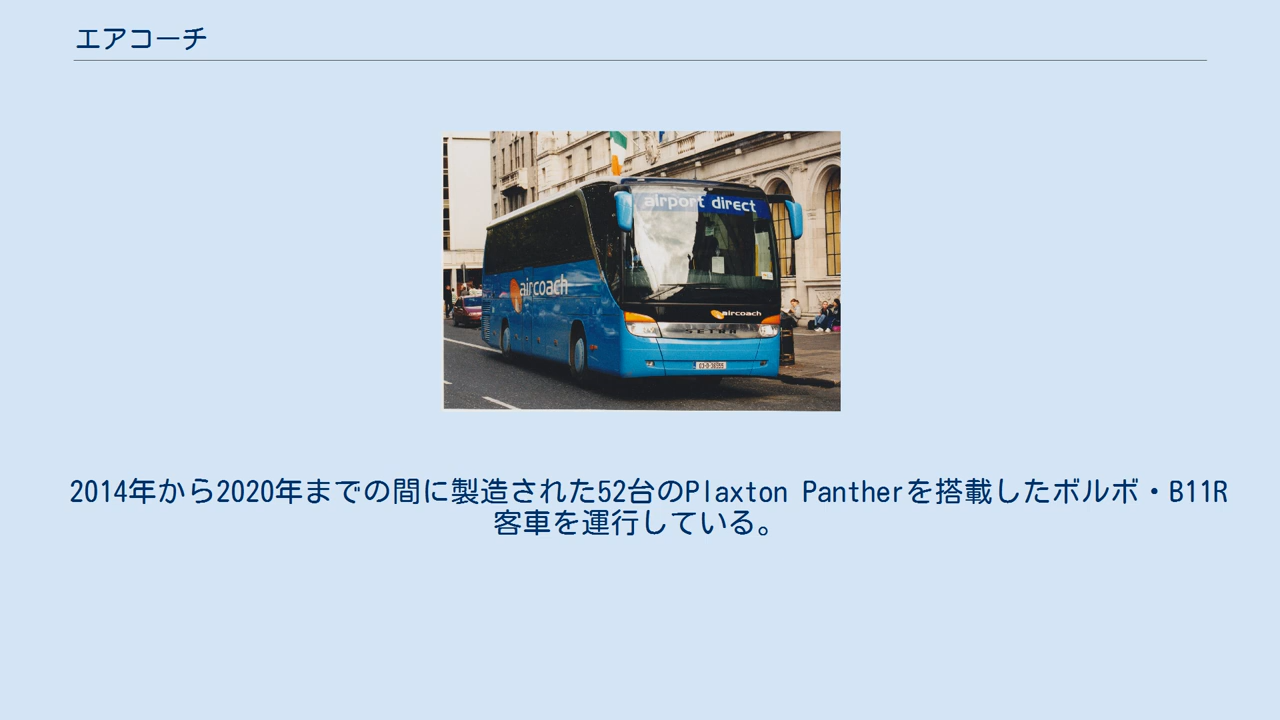 エアコーチ
airport direct
aircoach
aircoach
SETRA
2014年から2020年までの間に製造された52台のPlaxton Pantherを搭載したボルボ・B11R
客車を運行している。